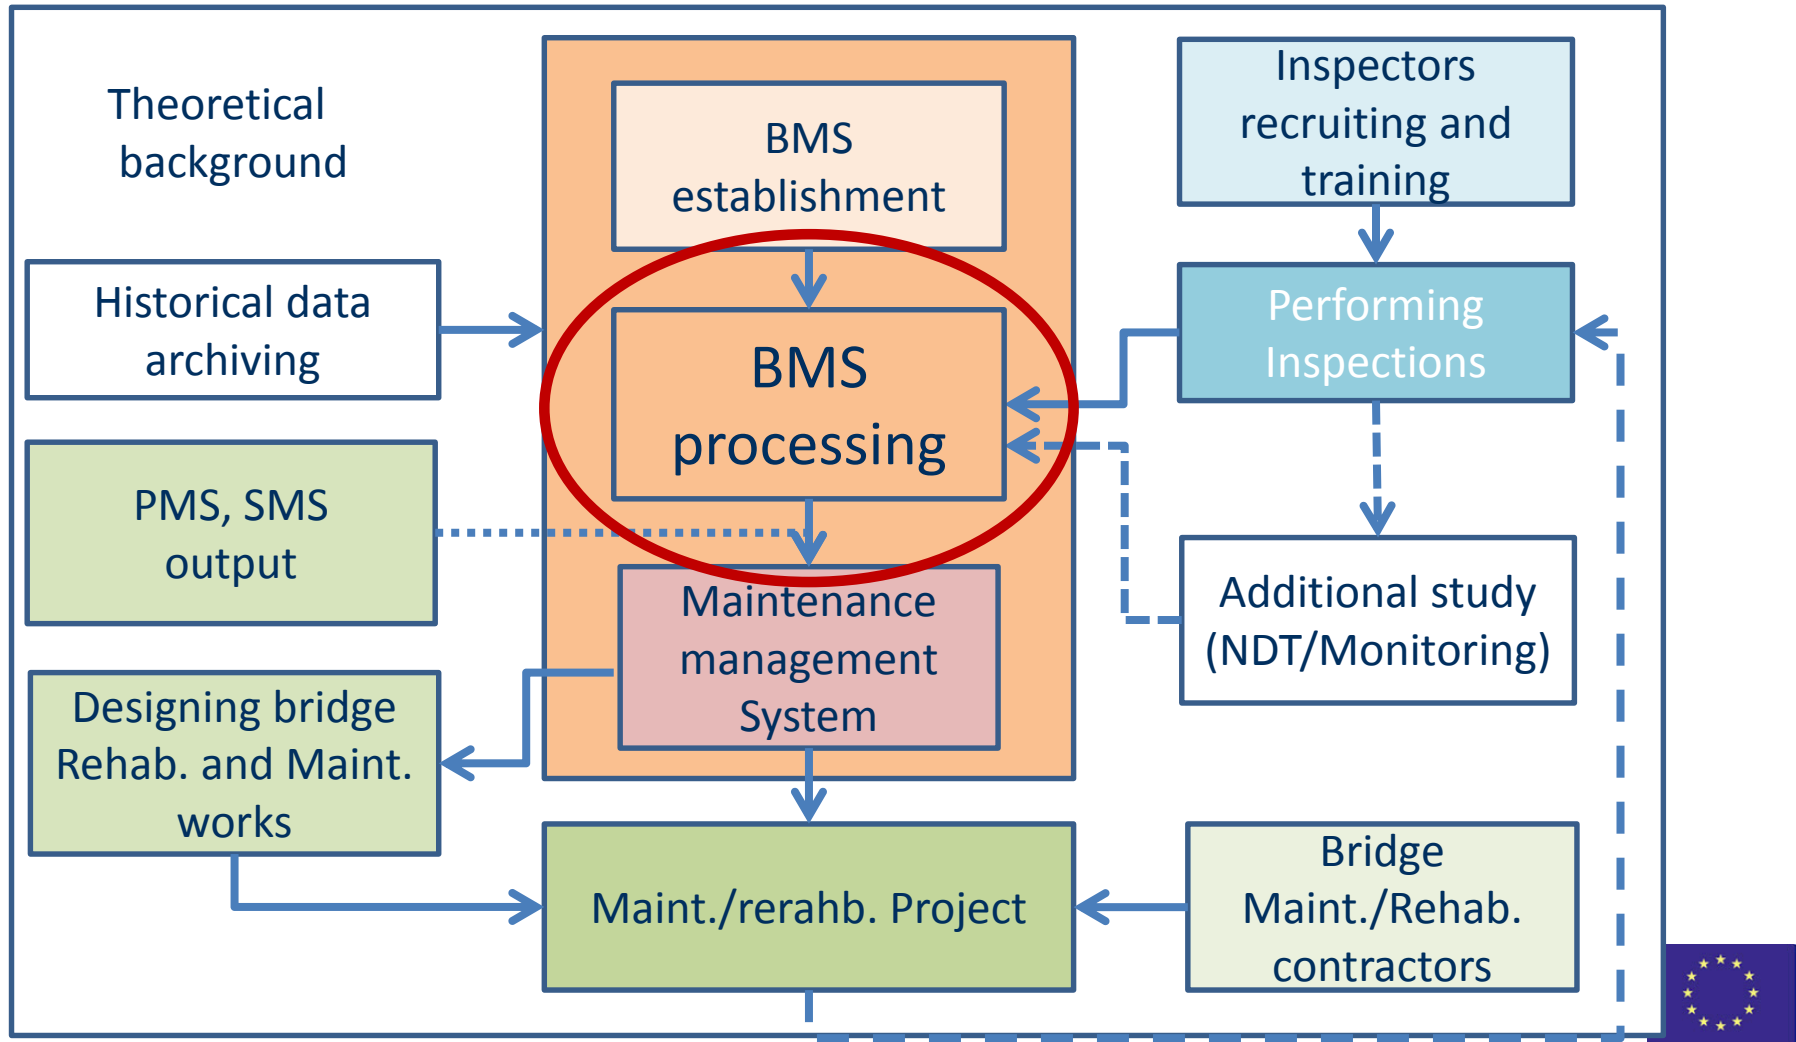 Theoretical
background
BMS
establishment
Inspectors
recruiting and
training
Historical data
archiving
BMS
processing
Performing
Inspections
PMS, SMS
output
Maintenance
management
System
Additional study
(NDT/Monitoring)
Designing bridge
Rehab. and Maint.
works
Maint./rerahb. Project
Bridge
Maint./Rehab.
contractors